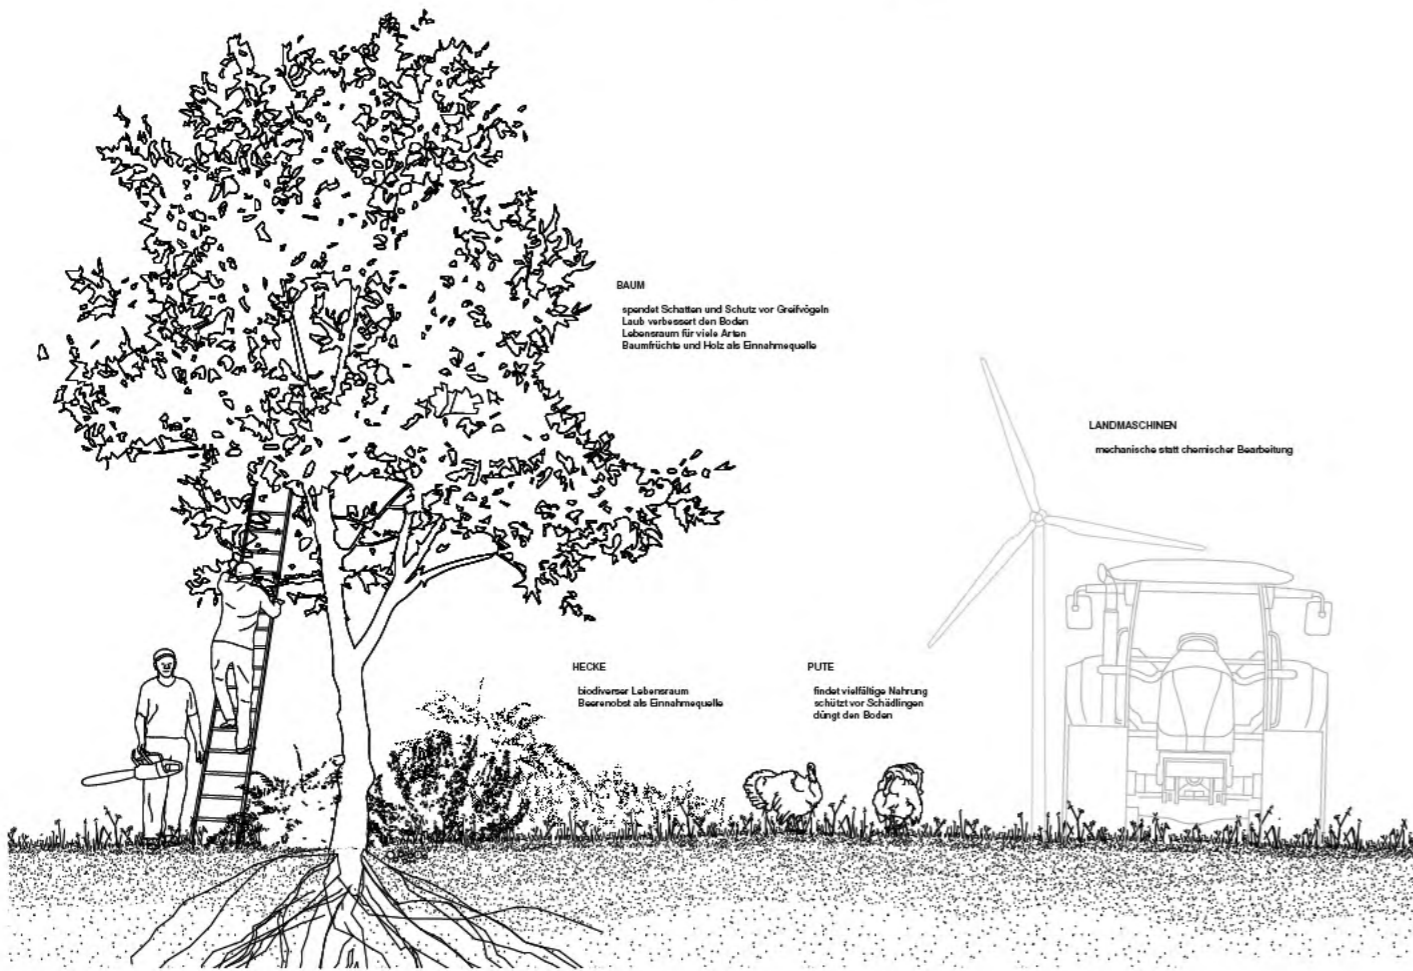 BAUM
spendet Schatten und Schutz vor Greifvögeln
Laub verbessert den Boden
Lebensraum für viele Arten
Baumfrüchte und Holz als Einnahmequelle
LANDMASCHINEN
mechanische statt chemischer Bearbeitung
HECKE
biodiverser Lebensraum
Beerenobst als Einnahmequelle
PUTE
findet vielfältige Nahrung
schützt vor Schädlingen
düngt den Boden